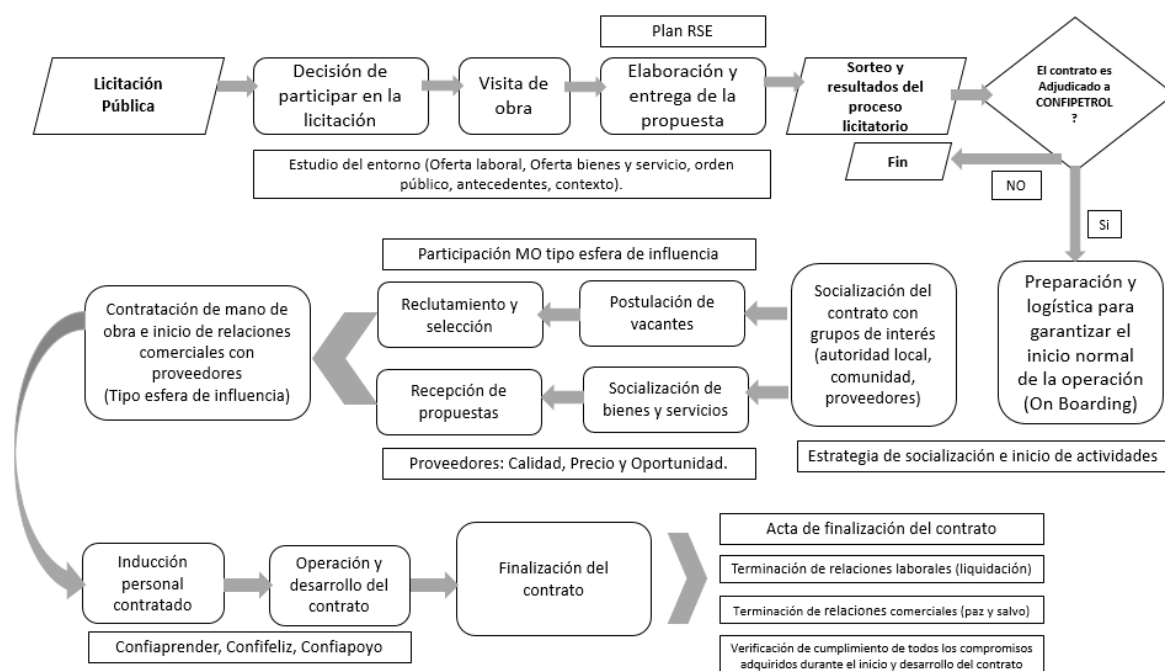 Plan RSE
Licitación
Pública
Decisión de
participar en la
licitación
Visita de
obra
Elaboración y
entrega de la
propuesta
Sorteo y
resultados del
proceso
licitatorio
El contrato es
Adjudicado a
CONFIPETROL
?
Estudio del entorno (Oferta laboral, Oferta bienes y servicio, orden
público, antecedentes, contexto).
Fin
NO
Si
Participación MO tipo esfera de influencia
Contratación de mano de
obra e inicio de relaciones
comerciales con
proveedores
(Tipo esfera de influencia)
Reclutamiento y
selección
Postulación de
vacantes
Socialización del
contrato con
grupos de interés
(autoridad local,
comunidad,
proveedores)
Preparación y
logística para
garantizar el
inicio normal
de la operación
(On Boarding)
Recepción de
propuestas
Socialización de
bienes y servicios
Proveedores: Calidad, Precio y Oportunidad.
Estrategia de socialización e inicio de actividades
Inducción
personal
contratado
Operación y
desarrollo del
contrato
Finalización del
contrato
Acta de finalización del contrato
Terminación de relaciones laborales (liquidación)
Terminación de relaciones comerciales (paz y salvo)
Verificación de cumplimiento de todos los compromisos
adquiridos durante el inicio y desarrollo del contrato
Confiaprender, Confifeliz, Confiapoyo